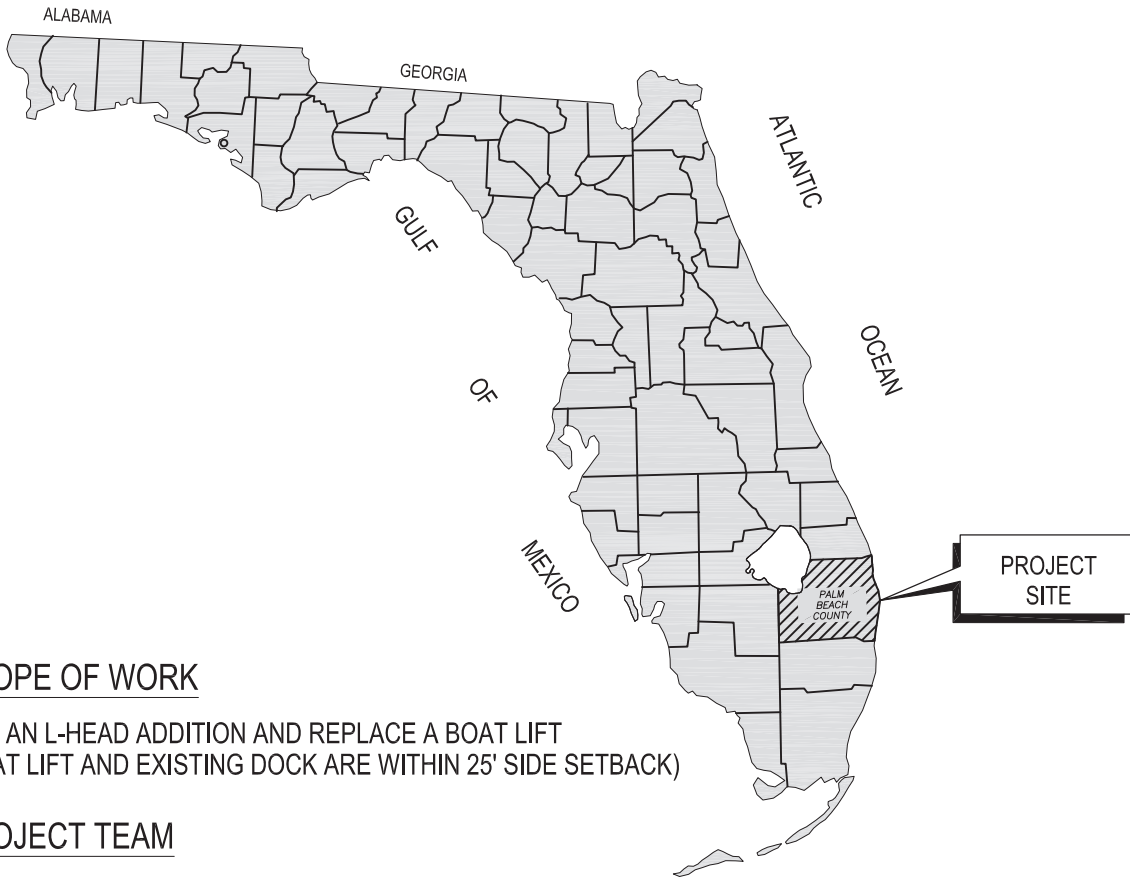 ALABAMA
GEORGIA
ATLANTIC
OCEAN
GULF
OF
MEXICO
PALM
BEACH
COUNTY
PROJECT
SITE
OPE OF WORK
AN L-HEAD ADDITION AND REPLACE A BOAT LIFT
AT LIFT AND EXISTING DOCK ARE WITHIN 25' SIDE SETBACK)
OJECT TEAM